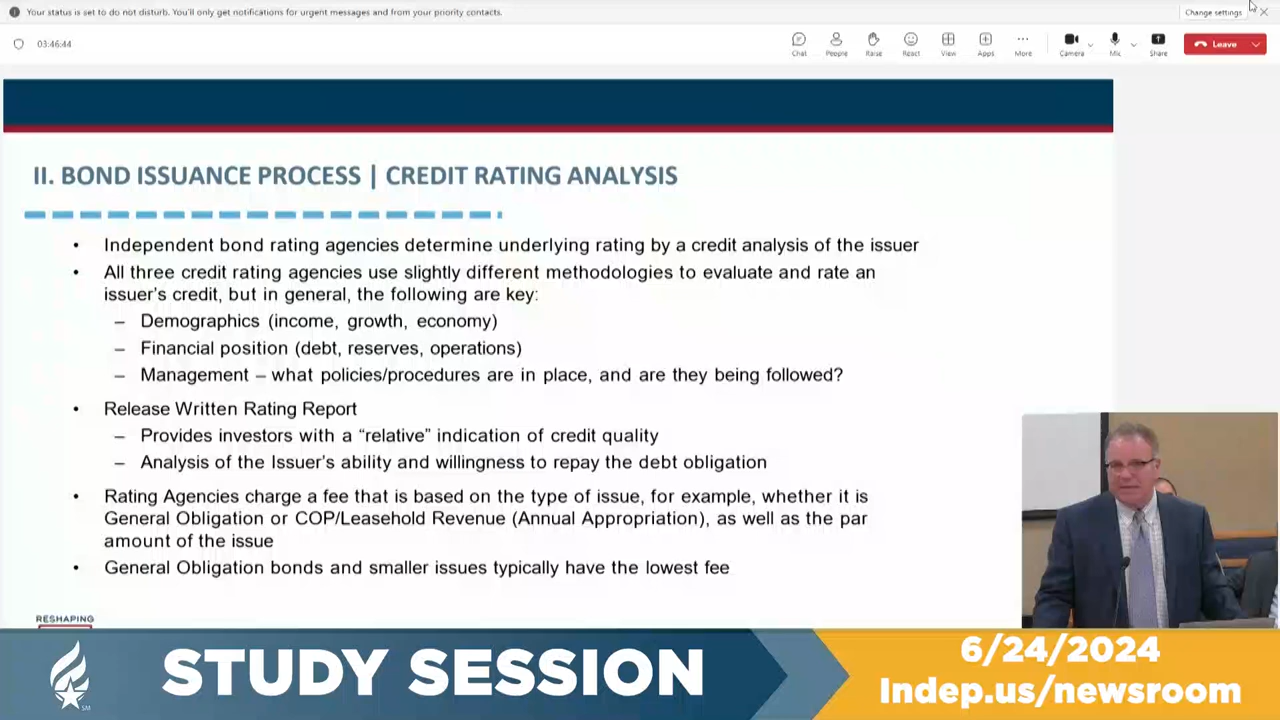 Your status is set to do not disturb. You'll only get notifications for urgent messages and from your priority contacts.
Change settings
03:46:44
Chat
People
Raise
React
View
Apps
More
Camera
Mic
Share
Leave
II. BOND ISSUANCE PROCESS | CREDIT RATING ANALYSIS
• Independent bond rating agencies determine underlying rating by a credit analysis of the issuer
• All three credit rating agencies use slightly different methodologies to evaluate and rate an
issuer's credit, but in general, the following are key:
– Demographics (income, growth, economy)
– Financial position (debt, reserves, operations)
– Management – what policies/procedures are in place, and are they being followed?
• Release Written Rating Report
– Provides investors with a “relative” indication of credit quality
– Analysis of the Issuer's ability and willingness to repay the debt obligation
• Rating Agencies charge a fee that is based on the type of issue, for example, whether it is
General Obligation or COP/Leasehold Revenue (Annual Appropriation), as well as the par
amount of the issue
• General Obligation bonds and smaller issues typically have the lowest fee
RESHAPING
STUDY SESSION
6/24/2024
Indep.us/newsroom
SM